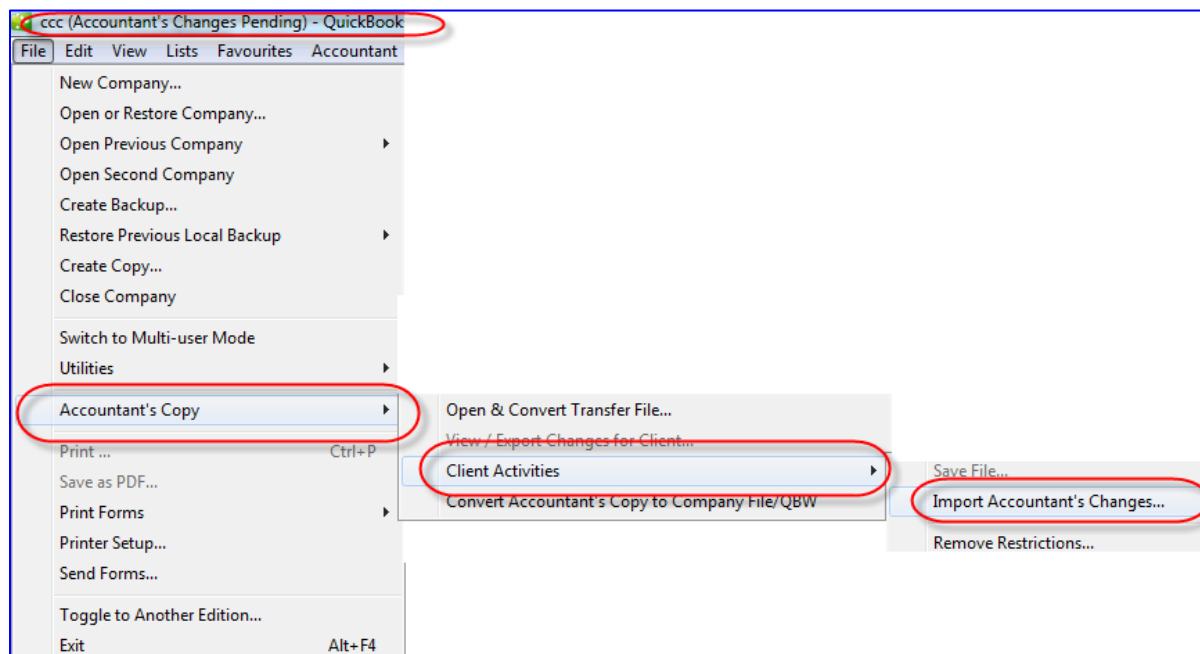 ccc (Accountant's Changes Pending) - QuickBook
File Edit View Lists Favourites Accountant
New Company...
Open or Restore Company...
Open Previous Company
Open Second Company
Create Backup...
Restore Previous Local Backup
Create Copy...
Close Company
Switch to Multi-user Mode
Utilities
Accountant's Copy
Print ... Ctrl+P
Save as PDF...
Print Forms
Printer Setup...
Send Forms...
Toggle to Another Edition...
Exit Alt+F4
Open & Convert Transfer File...
View / Export Changes for Client...
Client Activities
Convert Accountant's Copy to Company File/QBW
Save File...
Import Accountant's Changes...
Remove Restrictions...